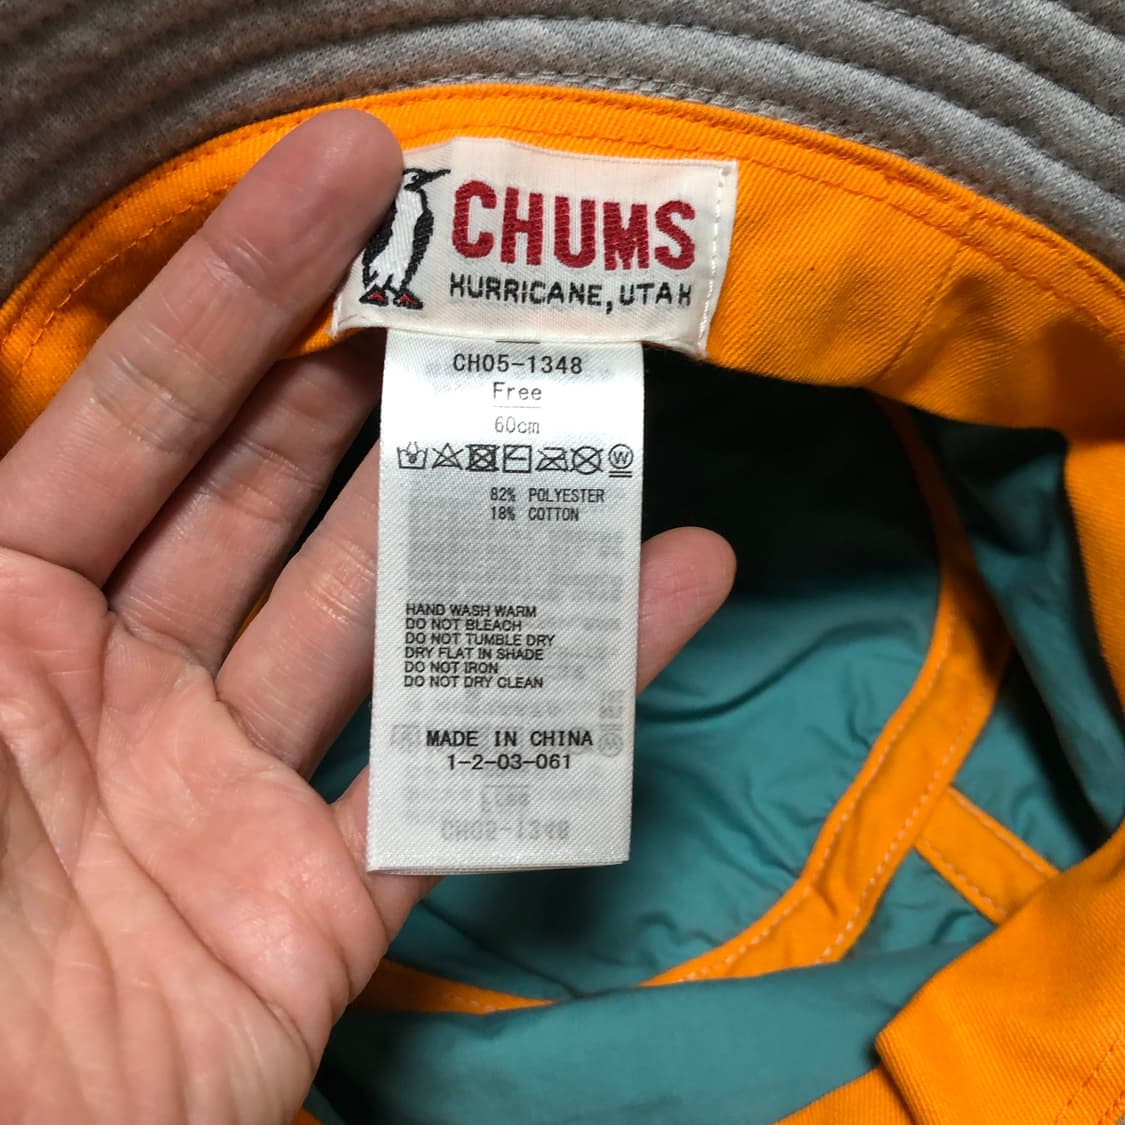 CHUMS
HURRICANE, UTAH
CH05-1348
Free
60cm
W
82% POLYESTER
18% COTTON
HAND WASH WARM
DO NOT BLEACH
DO NOT TUMBLE DRY
DRY FLAT IN SHADE
DO NOT IRON
DO NOT DRY CLEAN
MADE IN CHINA
1-2-03-061